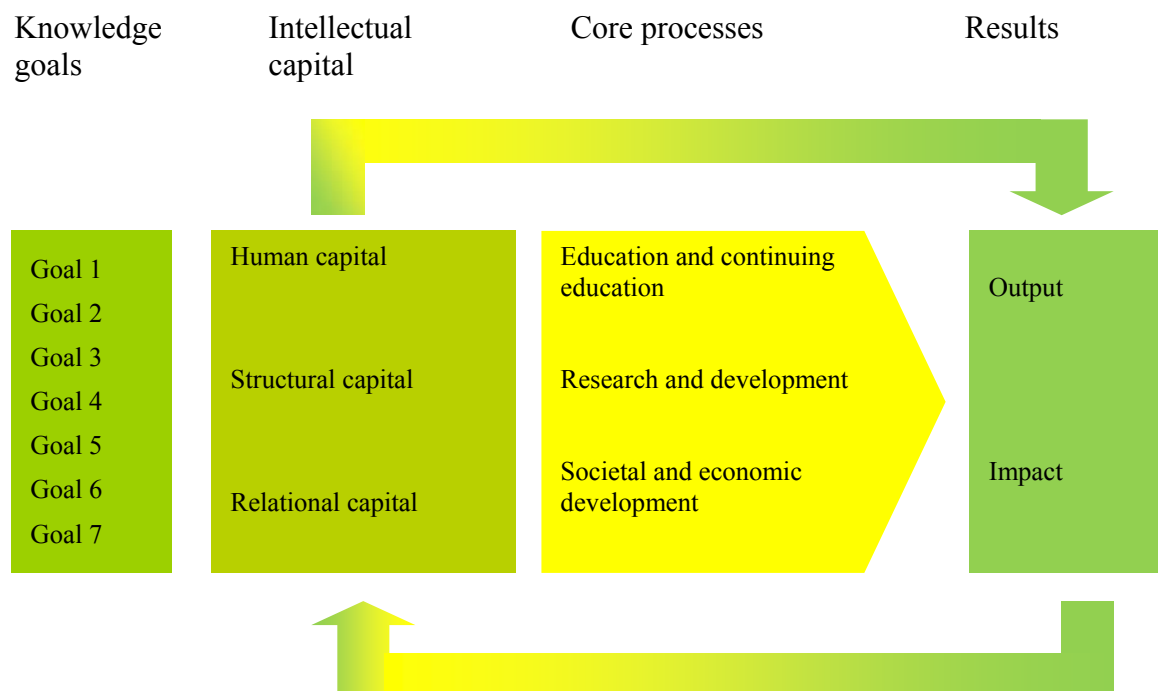 Knowledge
goals
Intellectual
capital
Core processes
Results
Goal 1
Goal 2
Goal 3
Goal 4
Goal 5
Goal 6
Goal 7
Human capital
Structural capital
Relational capital
Education and continuing
education
Research and development
Societal and economic
development
Output
Impact